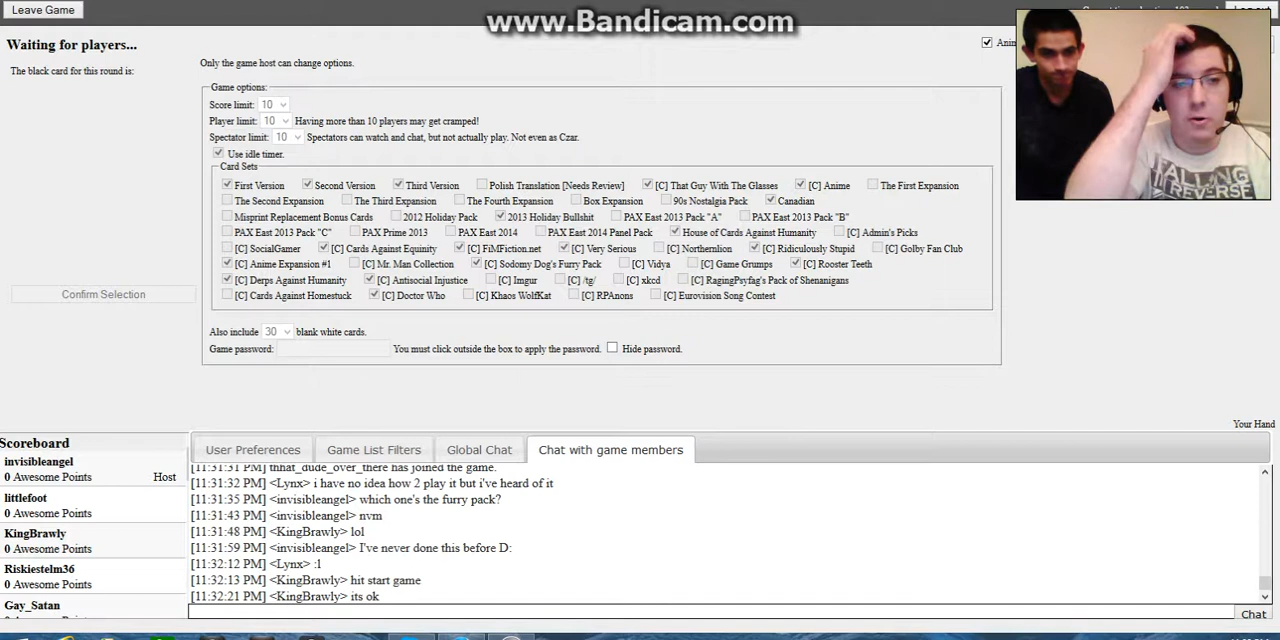 Leave Game
www.Bandicam.com
Waiting for players...
The black card for this round is:
Only the game host can change options.
Game options:
Score limit: 10
Player limit: 10 Having more than 10 players may get cramped!
Spectator limit: 10 Spectators can watch and chat, but not actually play. Not even as Czar.
Use idle timer.
Card Sets
First Version Second Version Third Version Polish Translation [Needs Review] [C] That Guy With The Glasses [C] Anime The First Expansion
The Second Expansion The Third Expansion The Fourth Expansion Box Expansion 90s Nostalgia Pack Canadian
Misprint Replacement Bonus Cards 2012 Holiday Pack 2013 Holiday Bullshit PAX East 2013 Pack "A" PAX East 2013 Pack "B"
PAX East 2013 Pack "C" PAX Prime 2013 PAX East 2014 PAX East 2014 Panel Pack House of Cards Against Humanity [C] Admin's Picks
[C] SocialGamer [C] Cards Against Equinity [C] FiMFiction.net [C] Very Serious [C] Northernlion [C] Ridiculously Stupid [C] Golby Fan Club
[C] Anime Expansion #1 [C] Mr. Man Collection [C] Sodomy Dog's Furry Pack [C] Vidya [C] Game Grumps [C] Rooster Teeth
[C] Derps Against Humanity [C] Antisocial Injustice [C] Imgur [C] /tg/ [C] xkcd [C] RagingPsyfag's Pack of Shenanigans
[C] Cards Against Homestuck [C] Doctor Who [C] Khaos WolfKat [C] RPAnons [C] Eurovision Song Contest
Confirm Selection
Also include 30 blank white cards.
Game password: You must click outside the box to apply the password. Hide password.
FALLING
REVERSE
Your Hand
Scoreboard
invisibleangel
0 Awesome Points Host
littlefoot
0 Awesome Points
KingBrawly
0 Awesome Points
Riskiestelm36
0 Awesome Points
Gay_Satan
User Preferences Game List Filters Global Chat Chat with game members
[11:31:31 PM] thhat_dude_over_there has joined the game.
[11:31:32 PM] <Lynx> i have no idea how 2 play it but i've heard of it
[11:31:35 PM] <invisibleangel> which one's the furry pack?
[11:31:43 PM] <invisibleangel> nvm
[11:31:48 PM] <KingBrawly> lol
[11:31:59 PM] <invisibleangel> I've never done this before D:
[11:32:12 PM] <Lynx> :l
[11:32:13 PM] <KingBrawly> hit start game
[11:32:21 PM] <KingBrawly> its ok
Chat